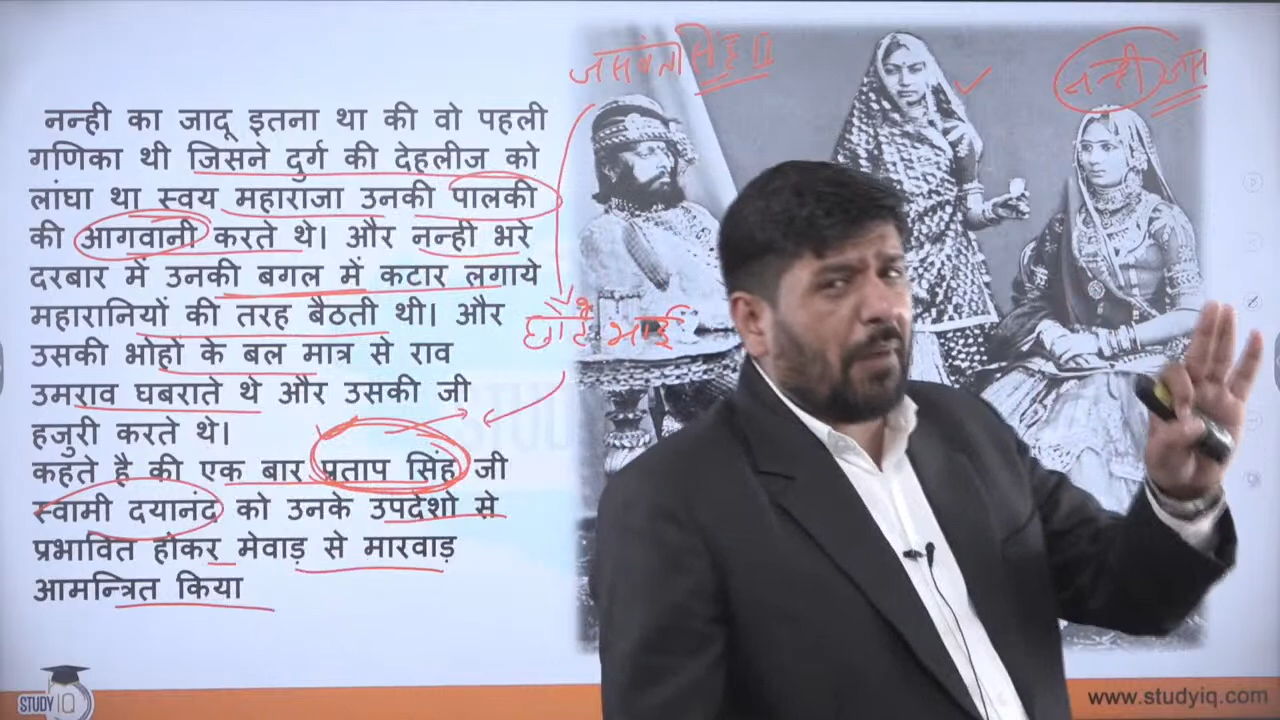 जसवंत सिंह II
नन्ही जान
नन्ही का जादू इतना था की वो पहली
गणिका थी जिसने दुर्ग की देहलीज को
लांघा था स्वय महाराजा उनकी पालकी
की आगवानी करते थे। और नन्ही भरे
दरबार में उनकी बगल में कटार लगाये
महारानियों की तरह बैठती थी। और
उसकी भोहों के बल मात्र से राव
उमराव घबराते थे और उसकी जी
हजुरी करते थे।
कहते है की एक बार प्रताप सिंह जी
स्वामी दयानंद को उनके उपदेशो से
प्रभावित होकर मेवाड़ से मारवाड़
आमन्त्रित किया
छोटे भाई
STUDY IQ
www.studyiq.com